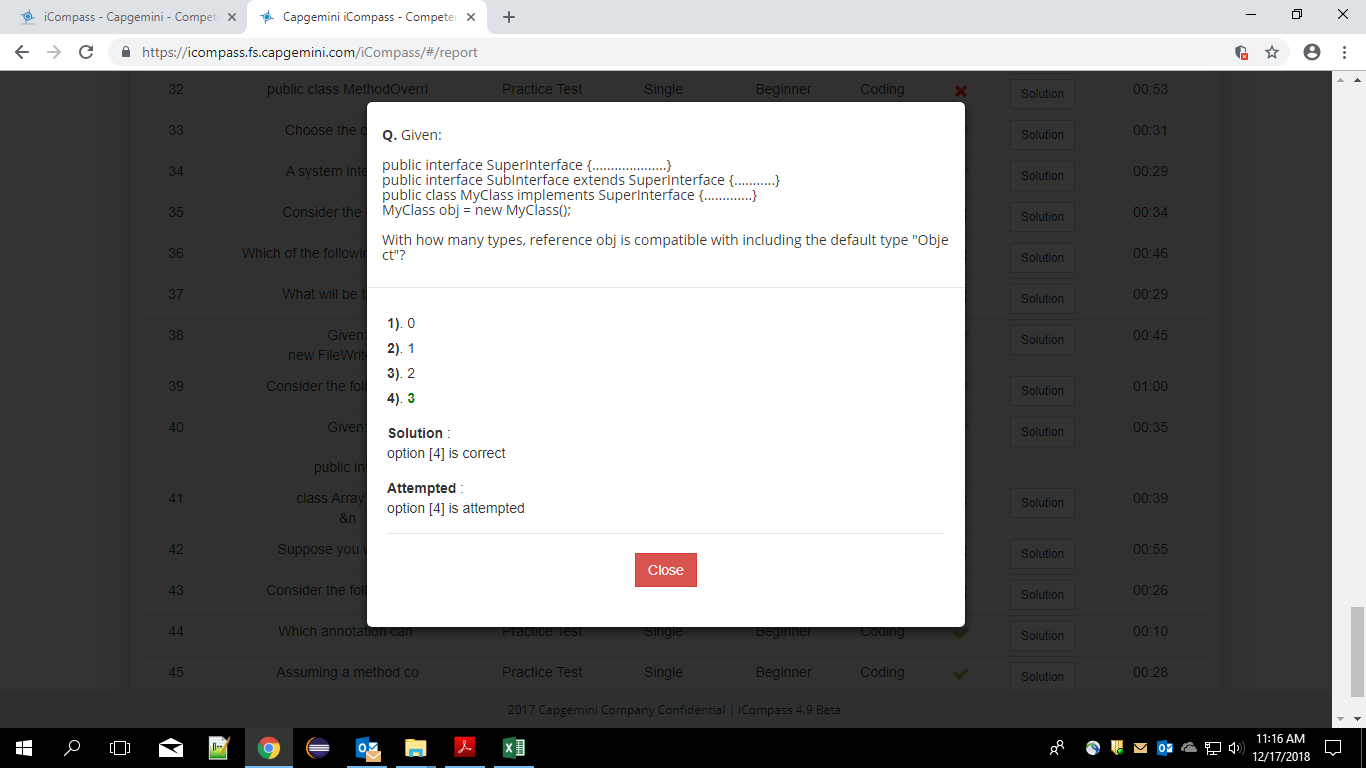 iCompass - Capgemini - Compet
Capgemini iCompass - Competen
https://icompass.fs.capgemini.com/iCompass/#/report
32 public class MethodOverri Practice Test Single Beginner Coding Solution 00:53
33 Choose the c Solution 00:31
34 A system inte Solution 00:29
35 Consider the Solution 00:34
36 Which of the followin Solution 00:46
37 What will be t Solution 00:29
38 Given: Solution 00:45
new FileWrit
39 Consider the foll Solution 01:00
40 Given: Solution 00:35
public int
41 class Array Solution 00:39
&n
42 Suppose you Solution 00:55
43 Consider the foll Solution 00:26
44 Which annotation can Practice Test Single Beginner Coding Solution 00:10
45 Assuming a method co Practice Test Single Beginner Coding Solution 00:28
Q. Given:
public interface SuperInterface {....................}
public interface SubInterface extends SuperInterface {...........}
public class MyClass implements SuperInterface {.............}
MyClass obj = new MyClass();
With how many types, reference obj is compatible with including the default type "Obje
ct"?
1). 0
2). 1
3). 2
4). 3
Solution :
option [4] is correct
Attempted :
option [4] is attempted
Close
2017 Capgemini Company Confidential | iCompass 4.9 Beta
11:16 AM
12/17/2018